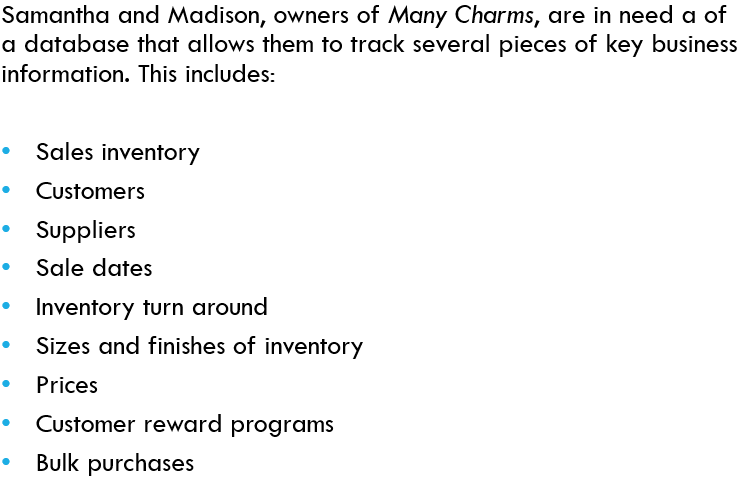 Samantha and Madison, owners of Many Charms, are in need a of
a database that allows them to track several pieces of key business
information. This includes:
• Sales inventory
• Customers
• Suppliers
• Sale dates
• Inventory turn around
• Sizes and finishes of inventory
• Prices
• Customer reward programs
• Bulk purchases